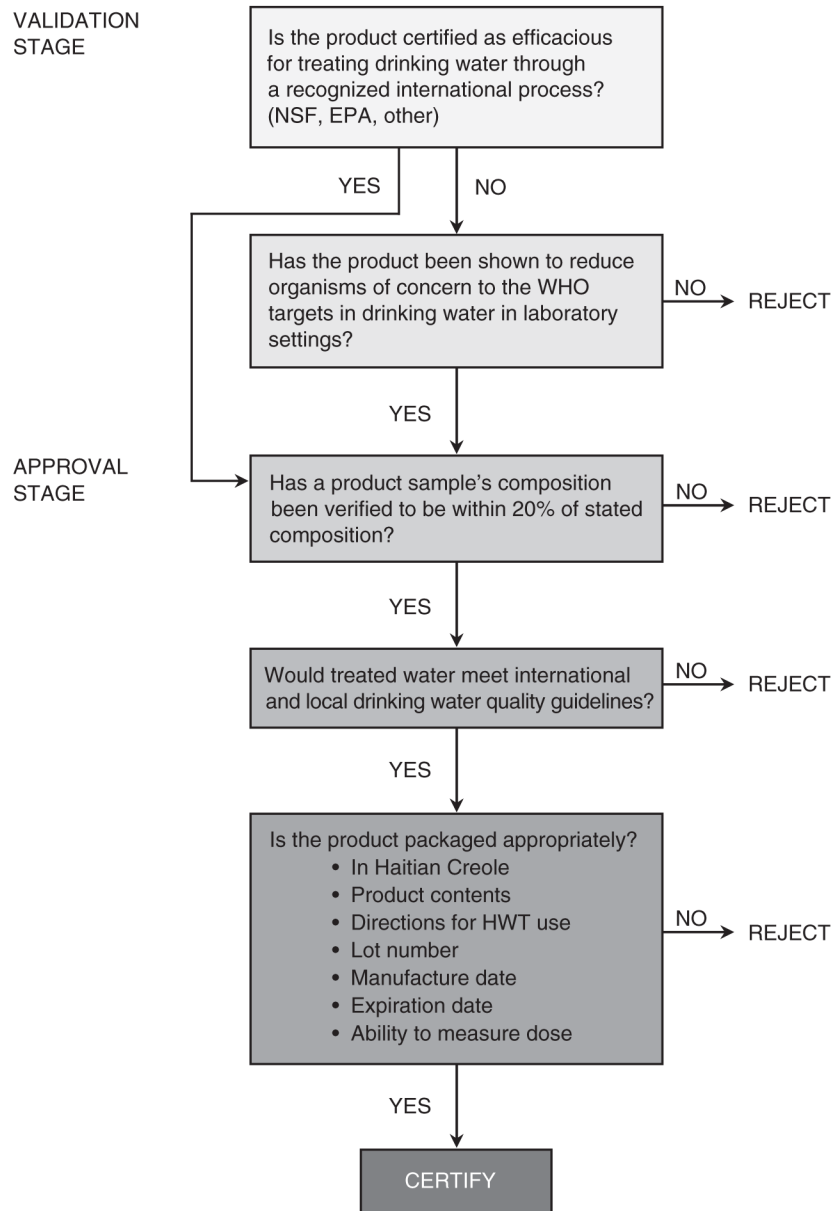 VALIDATION
STAGE
Is the product certified as efficacious
for treating drinking water through
a recognized international process?
(NSF, EPA, other)
YES
NO
Has the product been shown to reduce
organisms of concern to the WHO
targets in drinking water in laboratory
settings?
NO
REJECT
YES
APPROVAL
STAGE
Has a product sample’s composition
been verified to be within 20% of stated
composition?
NO
REJECT
YES
Would treated water meet international
and local drinking water quality guidelines?
NO
REJECT
YES
Is the product packaged appropriately?
• In Haitian Creole
• Product contents
• Directions for HWT use
• Lot number
• Manufacture date
• Expiration date
• Ability to measure dose
NO
REJECT
YES
CERTIFY